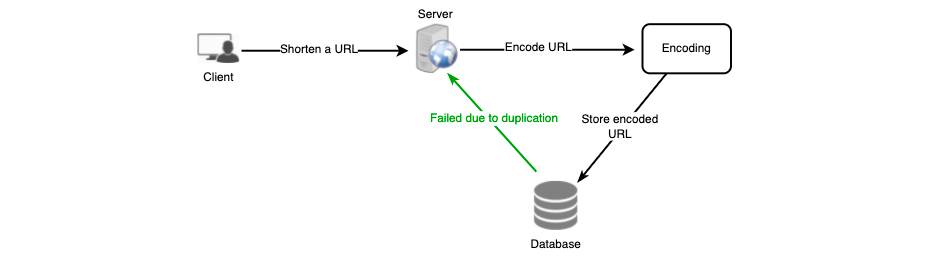 Server
Shorten a URL
Encode URL
Encoding
Client
Failed due to duplication
Store encoded
URL
Database